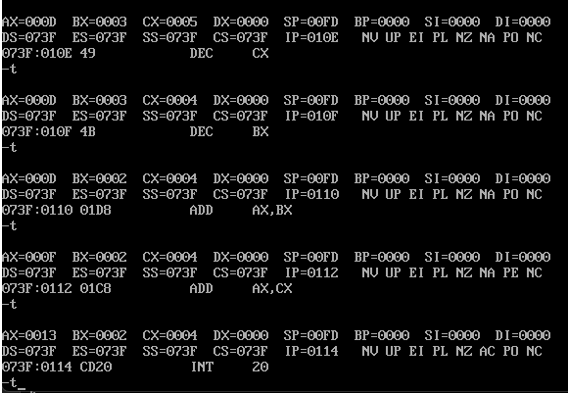 AX=000D  BX=0003  CX=0005  DX=0000  SP=00FD  BP=0000  SI=0000  DI=0000
DS=073F  ES=073F  SS=073F  CS=073F  IP=010E   NV UP EI PL NZ NA PO NC
073F:010E 49            DEC     CX
-t
AX=000D  BX=0003  CX=0004  DX=0000  SP=00FD  BP=0000  SI=0000  DI=0000
DS=073F  ES=073F  SS=073F  CS=073F  IP=010F   NV UP EI PL NZ NA PO NC
073F:010F 4B            DEC     BX
-t
AX=000D  BX=0002  CX=0004  DX=0000  SP=00FD  BP=0000  SI=0000  DI=0000
DS=073F  ES=073F  SS=073F  CS=073F  IP=0110   NV UP EI PL NZ NA PO NC
073F:0110 01D8          ADD     AX,BX
-t
AX=000F  BX=0002  CX=0004  DX=0000  SP=00FD  BP=0000  SI=0000  DI=0000
DS=073F  ES=073F  SS=073F  CS=073F  IP=0112   NV UP EI PL NZ NA PE NC
073F:0112 01C8          ADD     AX,CX
-t
AX=0013  BX=0002  CX=0004  DX=0000  SP=00FD  BP=0000  SI=0000  DI=0000
DS=073F  ES=073F  SS=073F  CS=073F  IP=0114   NV UP EI PL NZ AC PO NC
073F:0114 CD20          INT     20
-t_